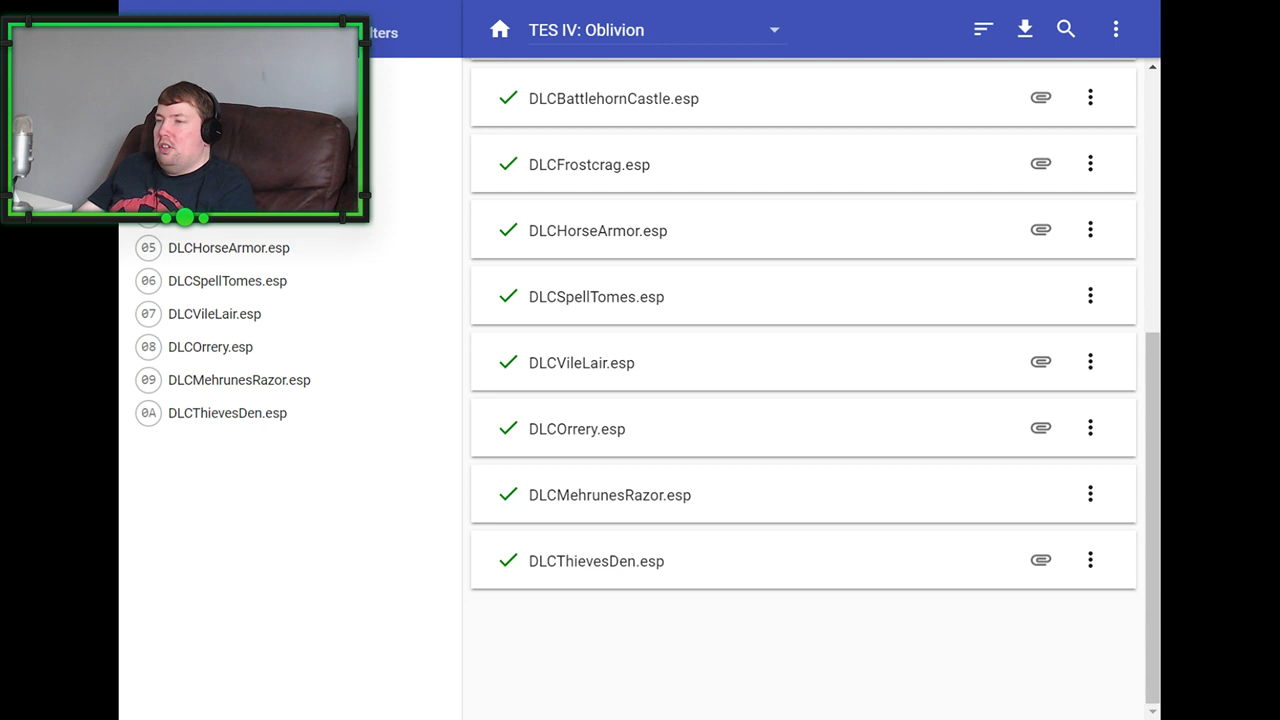 lters
TES IV: Oblivion
05 DLCHorseArmor.esp
06 DLCSpellTomes.esp
07 DLCVileLair.esp
08 DLCOrrery.esp
09 DLCMehrunesRazor.esp
0A DLCThievesDen.esp
DLCBattlehornCastle.esp
DLCFrostcrag.esp
DLCHorseArmor.esp
DLCSpellTomes.esp
DLCVileLair.esp
DLCOrrery.esp
DLCMehrunesRazor.esp
DLCThievesDen.esp